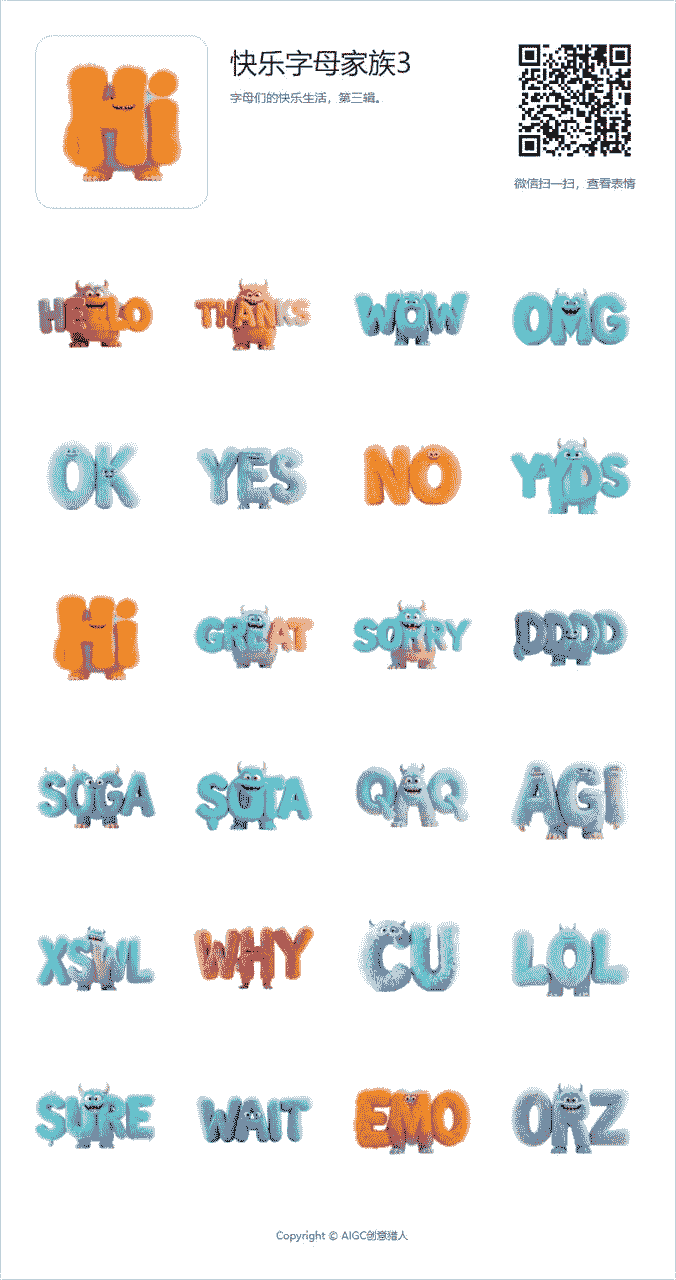 Hi
快乐字母家族3
字母们的快乐生活，第三辑。
微信扫一扫，查看表情
HELLO THANKS WOW OMG
OK YES NO YYDS
Hi GREAT SORRY DDDD
SOGA SOTA QAQ AGI
XSWL WHY CU LOL
SURE WAIT EMO ORZ
Copyright © AIGC创意猎人